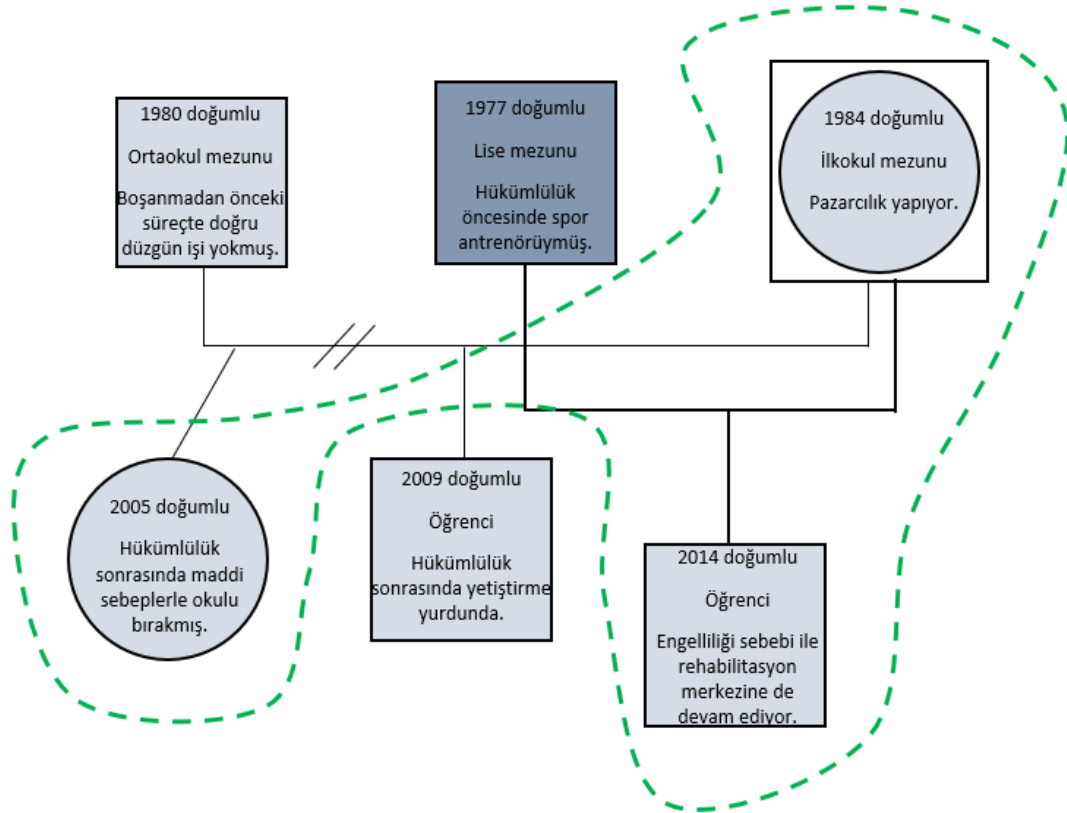 1980 doğumlu
Ortaokul mezunu
Boşanmadan önceki
süreçte doğru
düzgün işi yokmuş.
1977 doğumlu
Lise mezunu
Hükümlülük
öncesinde spor
antrenörüymüş.
1984 doğumlu
İlkokul mezunu
Pazarcılık yapıyor.
2005 doğumlu
Hükümlülük
sonrasında maddi
sebeplerle okulu
bırakmış.
2009 doğumlu
Öğrenci
Hükümlülük
sonrasında yetiştirme
yurdunda.
2014 doğumlu
Öğrenci
Engelliliği sebebi ile
rehabilitasyon
merkezine de
devam ediyor.